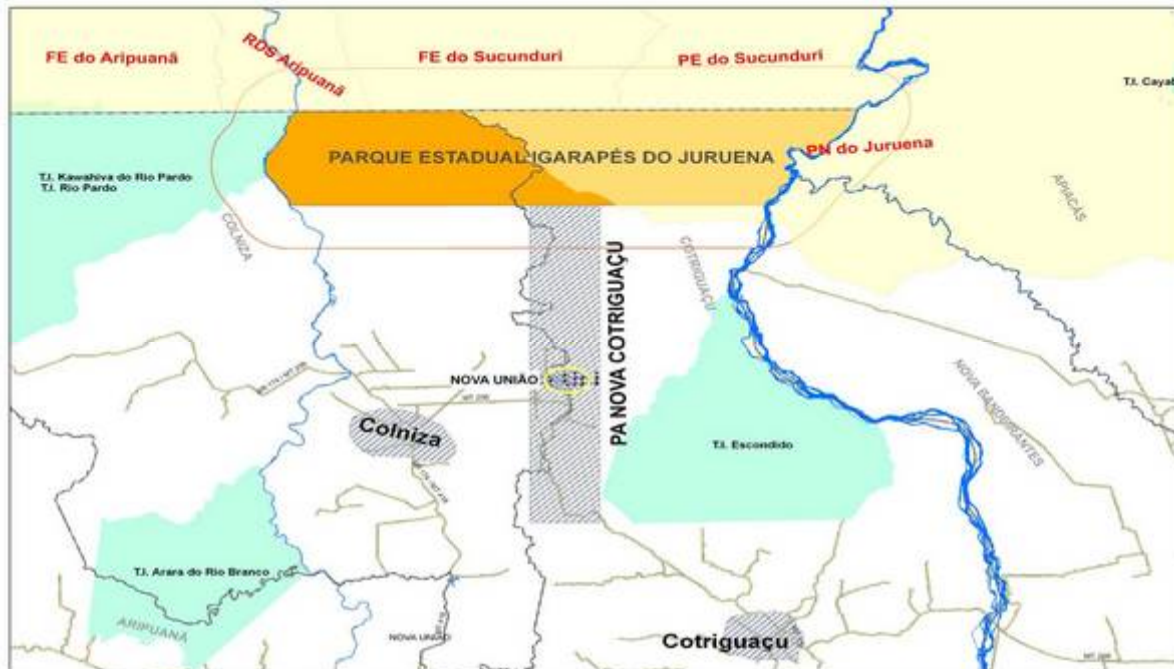 FE do Aripuanã
RDS Aripuanã
FE do Sucunduri
PE do Sucunduri
T.I. Cayab
PARQUE ESTADUAL IGARAPÉS DO JURUENA
PN do Juruena
T.I. Kawahiva do Rio Pardo
T.I. Rio Pardo
APIACÁS
COLNIZA
COTRIGUAÇU
PA NOVA COTRIGUAÇU
NOVA UNIÃO
NOVA BANDEIRANTES
Colniza
T.I. Escondido
T.I. Arara do Rio Branco
ARIPUANÃ
NOVA UNIÃO
Cotriguaçu